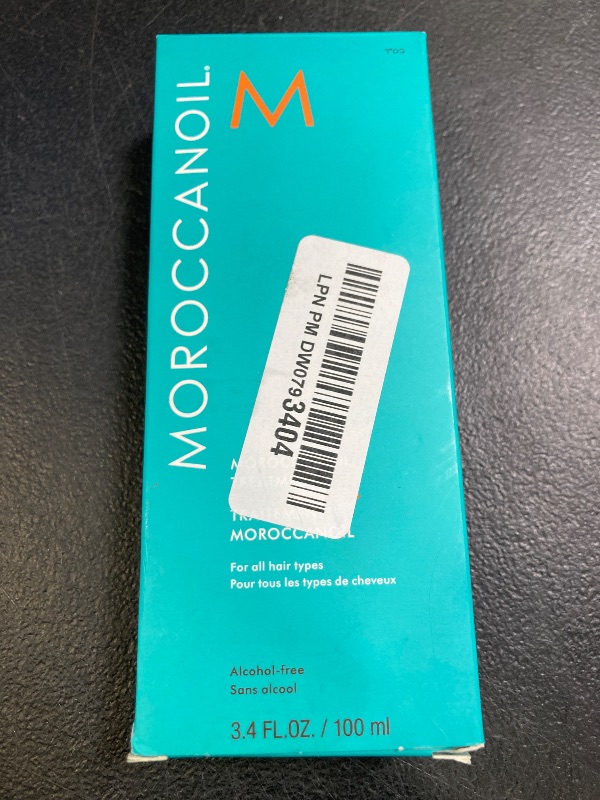 MOROCCANOIL.
M
LPN PM DW0793404
MOROCCANOIL
For all hair types
Pour tous les types de cheveux
Alcohol-free
Sans alcool
3.4 FL.OZ. / 100 ml